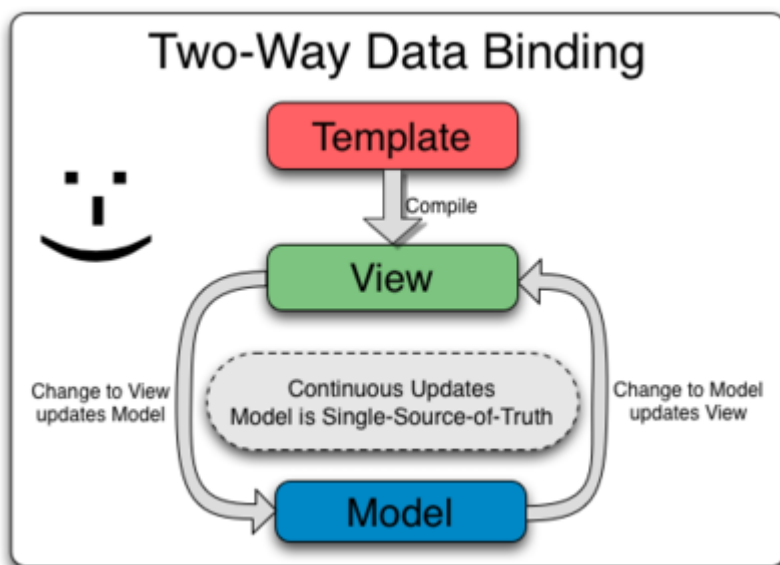 Two-Way Data Binding
Template
Compile
View
Change to View
updates Model
Continuous Updates
Model is Single-Source-of-Truth
Change to Model
updates View
Model